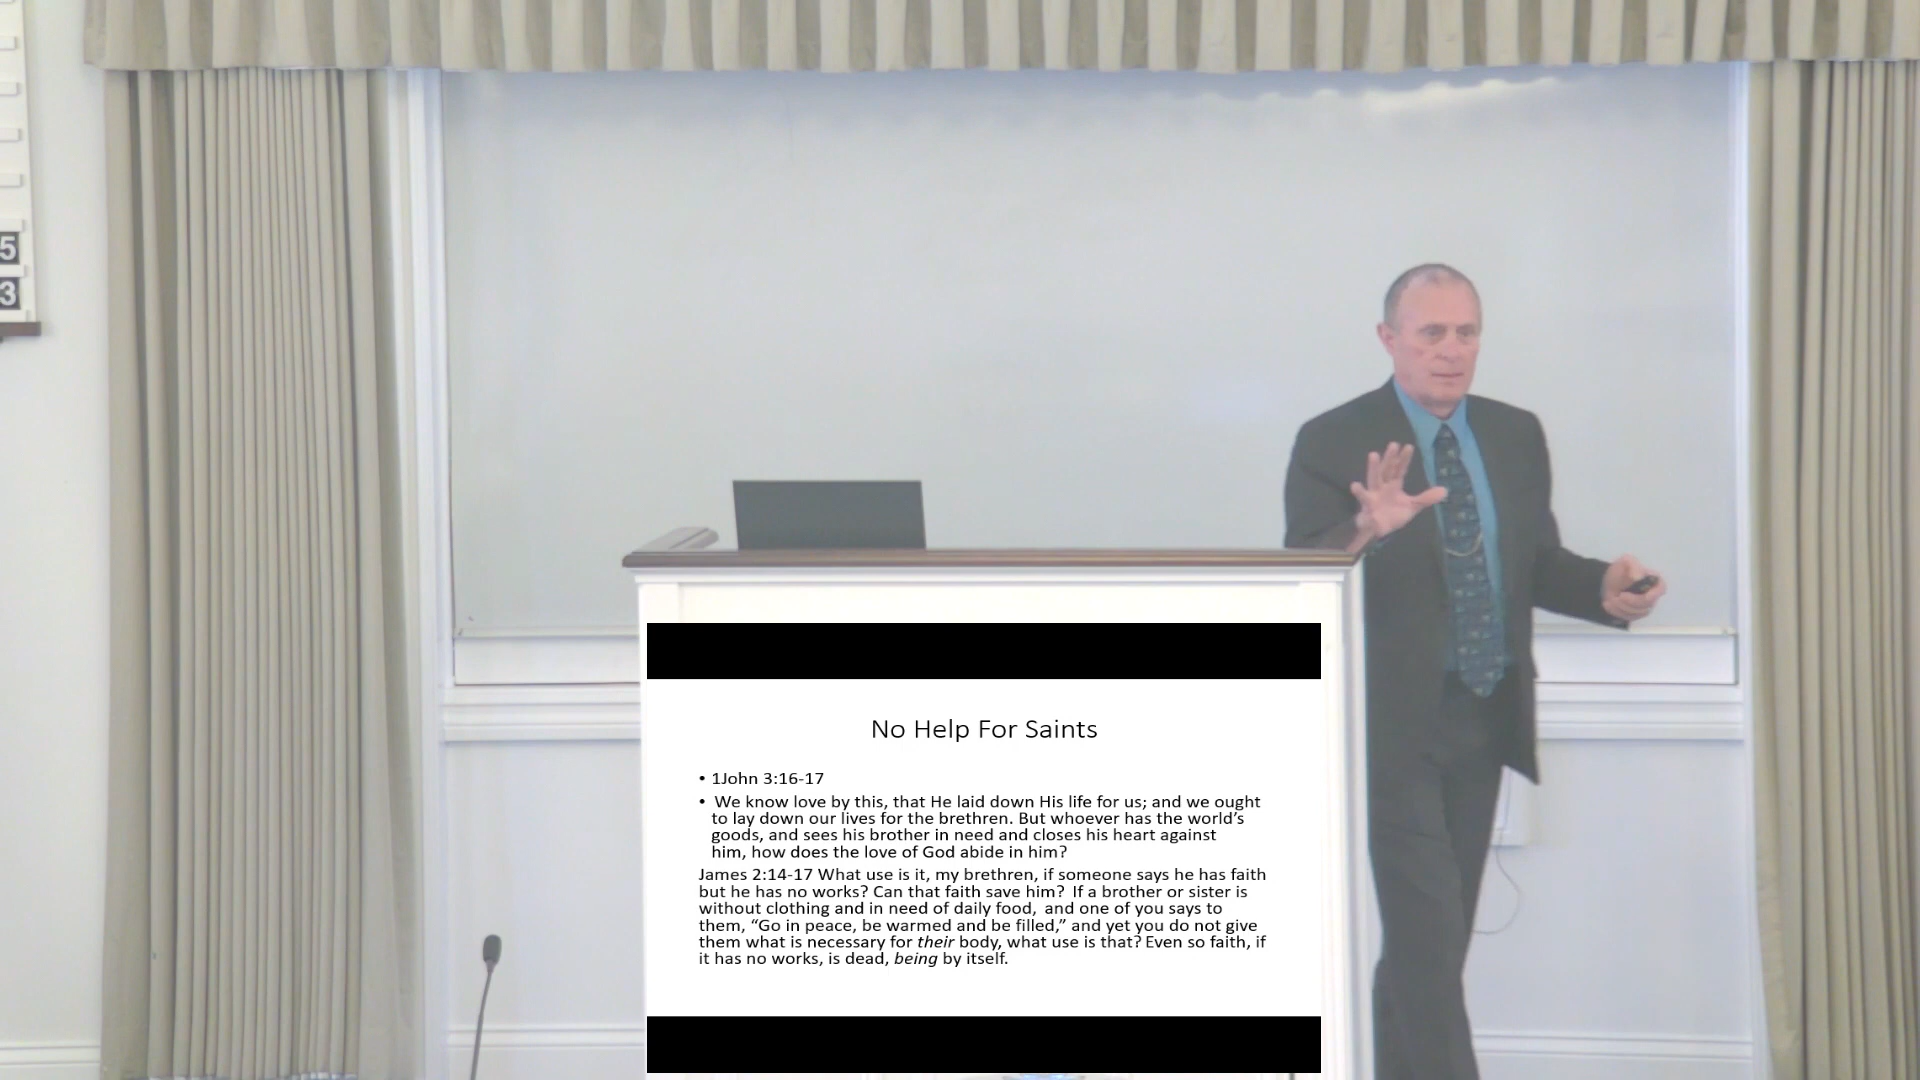 5
3
No Help For Saints
• 1John 3:16-17
• We know love by this, that He laid down His life for us; and we ought
to lay down our lives for the brethren. But whoever has the world’s
goods, and sees his brother in need and closes his heart against
him, how does the love of God abide in him?
James 2:14-17 What use is it, my brethren, if someone says he has faith
but he has no works? Can that faith save him? If a brother or sister is
without clothing and in need of daily food, and one of you says to
them, “Go in peace, be warmed and be filled,” and yet you do not give
them what is necessary for their body, what use is that? Even so faith, if
it has no works, is dead, being by itself.